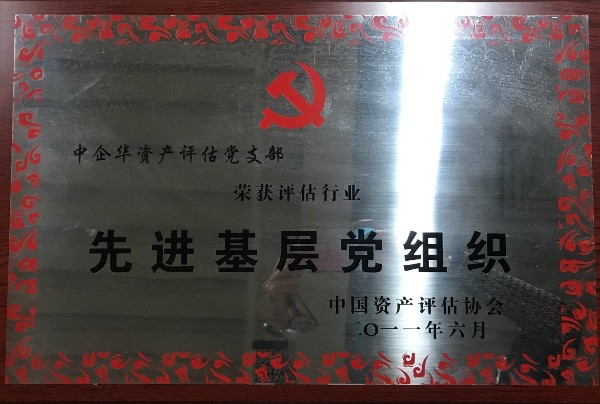 中企华资产评估党支部
荣获评估行业
先进基层党组织
中国资产评估协会
二〇一一年六月